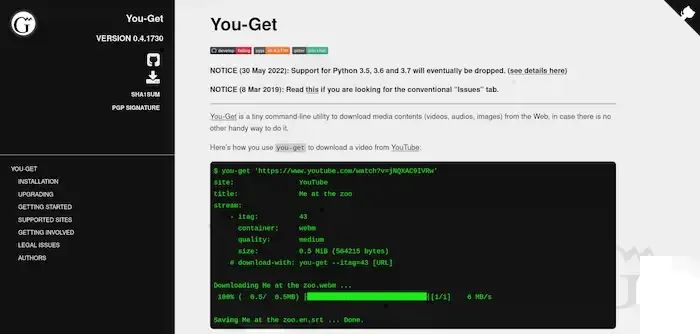 You-Get
VERSION 0.4.1730
SHA1SUM
PGP SIGNATURE
YOU-GET
INSTALLATION
UPGRADING
GETTING STARTED
SUPPORTED SITES
GETTING INVOLVED
LEGAL ISSUES
AUTHORS
You-Get
develop failing pypi v0.4.1730 gitter join chat
NOTICE (30 May 2022): Support for Python 3.5, 3.6 and 3.7 will eventually be dropped. (see details here)
NOTICE (8 Mar 2019): Read this if you are looking for the conventional "Issues" tab.
You-Get is a tiny command-line utility to download media contents (videos, audios, images) from the Web, in case there is no
other handy way to do it.
Here's how you use you-get to download a video from YouTube:
$ you-get 'https://www.youtube.com/watch?v=jNQXAC9IVRw'
site: YouTube
title: Me at the zoo
stream:
- itag: 43
container: webm
quality: medium
size: 0.5 MiB (564215 bytes)
# download-with: you-get --itag=43 [URL]
Downloading Me at the zoo.webm ...
100% ( 0.5/ 0.5MB) [1/1] 6 MB/s
Saving Me at the zoo.en.srt ... Done.